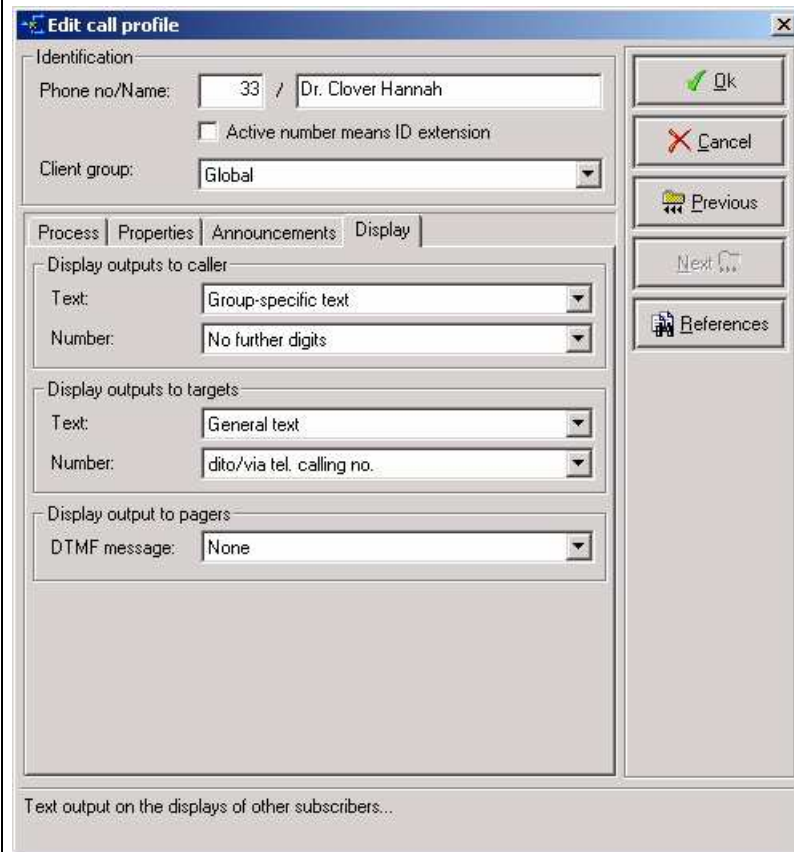 Edit call profile
Identification
Phone no/Name: 33 / Dr. Clover Hannah
Active number means ID extension
Client group: Global
Process Properties Announcements Display
Display outputs to caller
Text: Group-specific text
Number: No further digits
Display outputs to targets
Text: General text
Number: dito/via tel. calling no.
Display output to pagers
DTMF message: None
Ok
Cancel
Previous
Next
References
Text output on the displays of other subscribers...